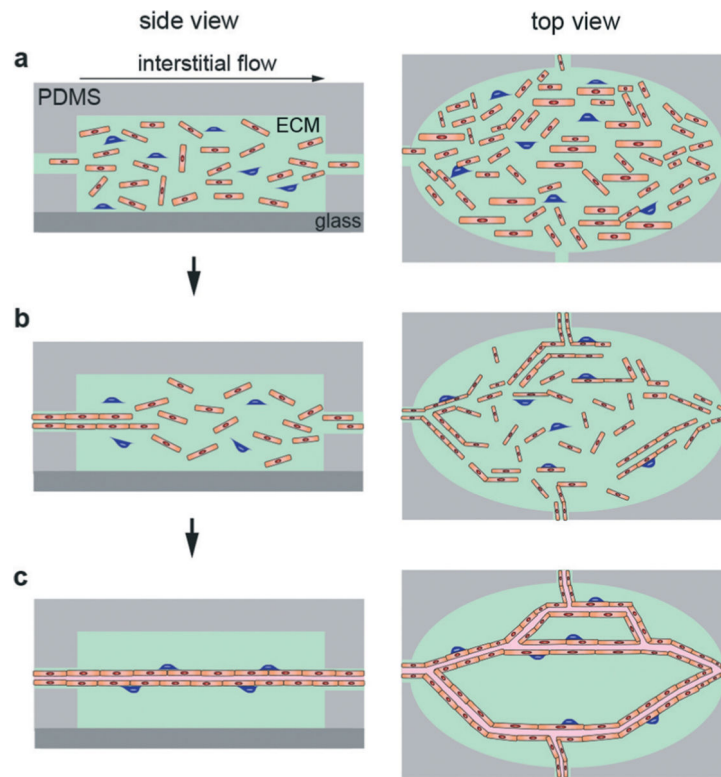 side view
top view
a
interstitial flow
PDMS
ECM
glass
b
c